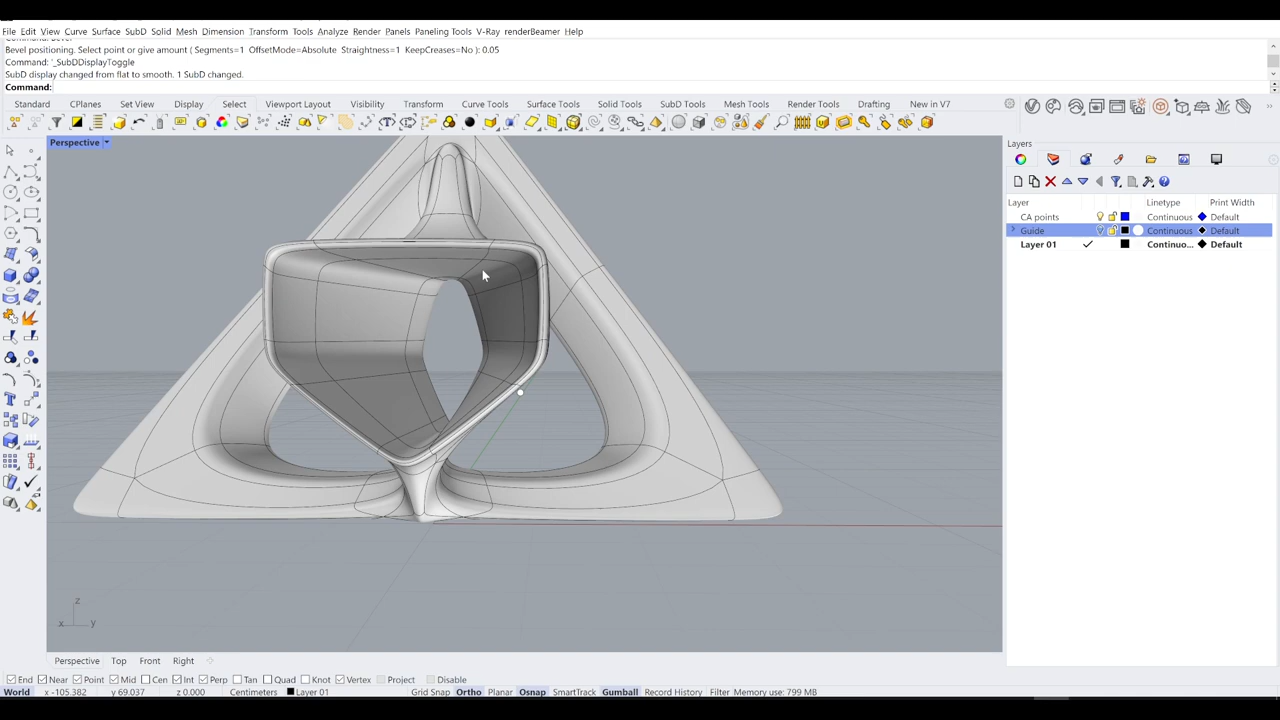 File Edit View Curve Surface SubD Solid Mesh Dimension Transform Tools Analyze Render Panels Paneling Tools V-Ray renderBeamer Help
Bevel positioning. Select point or give amount ( Segments=1 OffsetMode=Absolute Straightness=1 KeepCreases=No ): 0.05
Command: '_SubDDisplayToggle
SubD display changed from flat to smooth. 1 SubD changed.
Command:
Standard CPlanes Set View Display Select Viewport Layout Visibility Transform Curve Tools Surface Tools Solid Tools SubD Tools Mesh Tools Render Tools Drafting New in V7
Perspective
Layers
Layer Linetype Print Width
CA points Continuous Default
Guide Continuous Default
Layer 01 Continuo... Default
z
x y
Perspective Top Front Right
End Near Point Mid Cen Int Perp Tan Quad Knot Vertex Project Disable
World x -105.382 y 69.037 z 0.000 Centimeters Layer 01 Grid Snap Ortho Planar Osnap SmartTrack Gumball Record History Filter Memory use: 799 MB